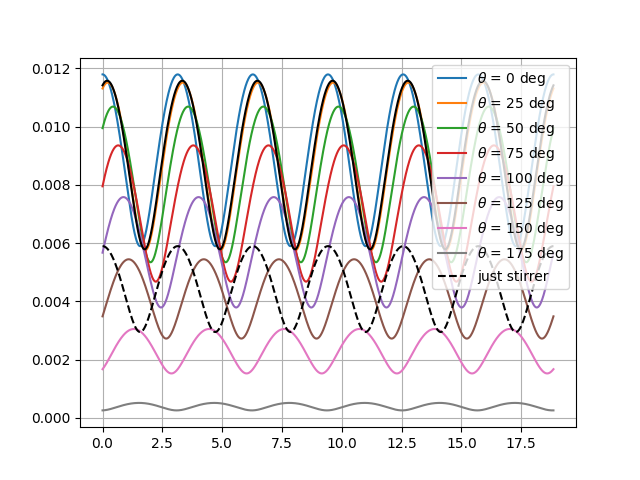 0.012
0.010
0.008
0.006
0.004
0.002
0.000
0.0 2.5 5.0 7.5 10.0 12.5 15.0 17.5
θ = 0 deg
θ = 25 deg
θ = 50 deg
θ = 75 deg
θ = 100 deg
θ = 125 deg
θ = 150 deg
θ = 175 deg
just stirrer